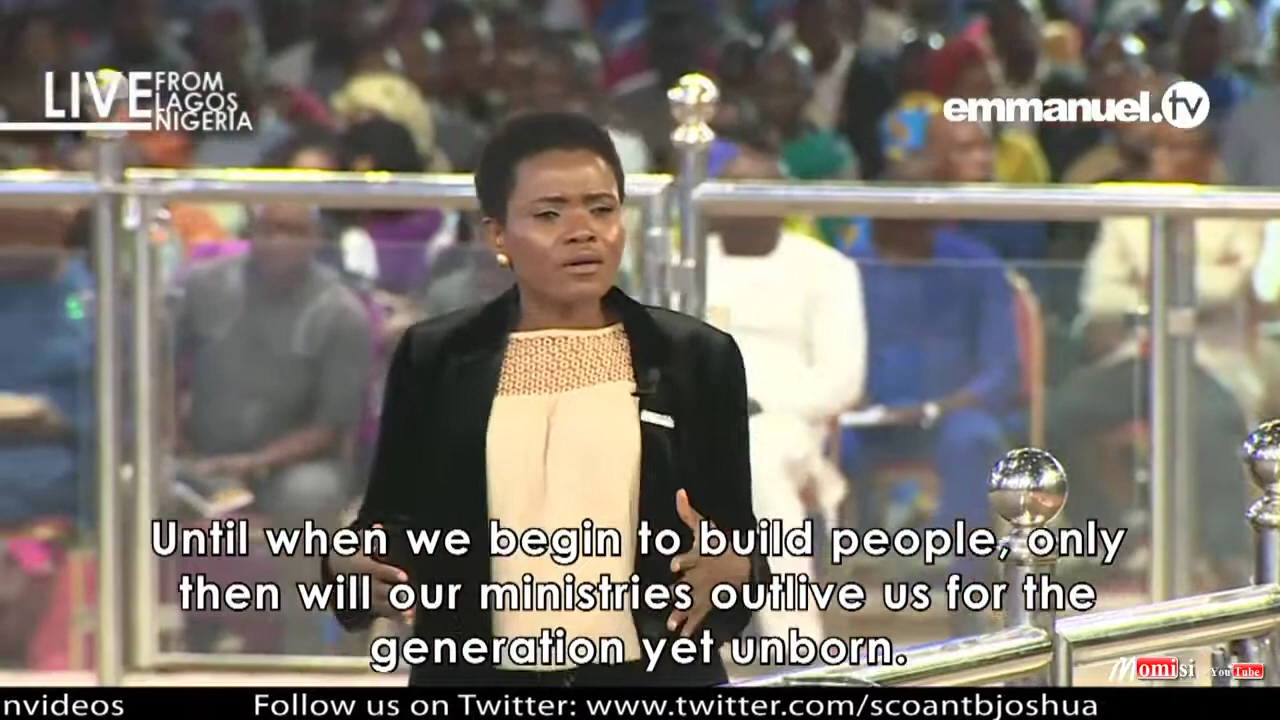 LIVE FROM
LAGOS
NIGERIA
emmanuel.tv
Until when we begin to build people, only
then will our ministries outlive us for the
generation yet unborn.
Momisi YouTube
nvideos Follow us on Twitter: www.twitter.com/scoantbjoshua